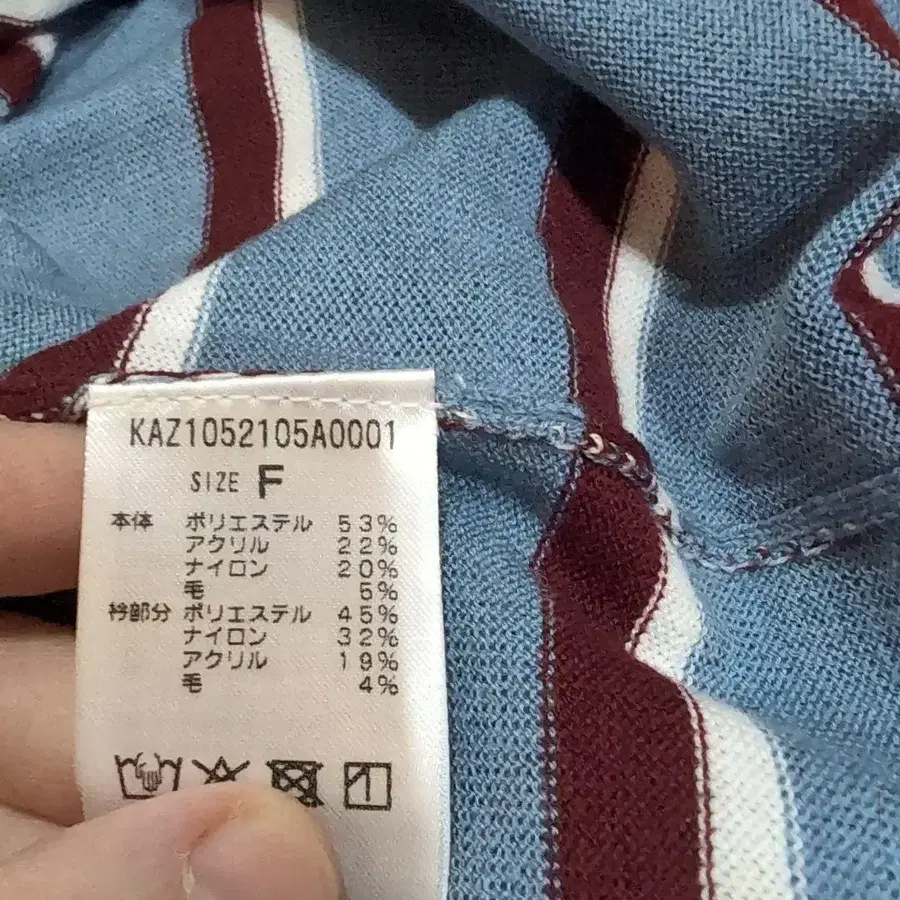 KAZ1052105A0001
SIZE F
本体 ポリエステル 53%
アクリル 22%
ナイロン 20%
毛 5%
衿部分 ポリエステル 45%
ナイロン 32%
アクリル 19%
毛 4%